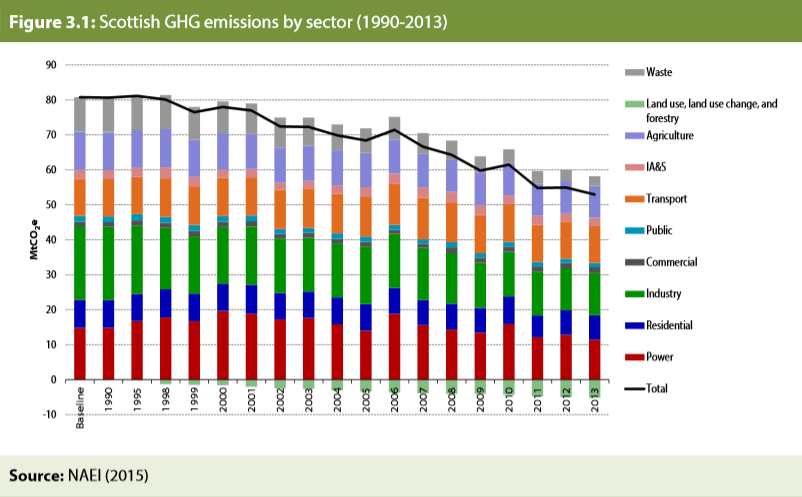 Figure 3.1: Scottish GHG emissions by sector (1990-2013)
90
80
70
60
50
40
30
20
10
0
-10
MtCO₂e
Baseline
1990
1995
1998
1999
2000
2001
2002
2003
2004
2005
2006
2007
2008
2009
2010
2011
2012
2013
Waste
Land use, land use change, and
forestry
Agriculture
IA&S
Transport
Public
Commercial
Industry
Residential
Power
Total
Source: NAEI (2015)